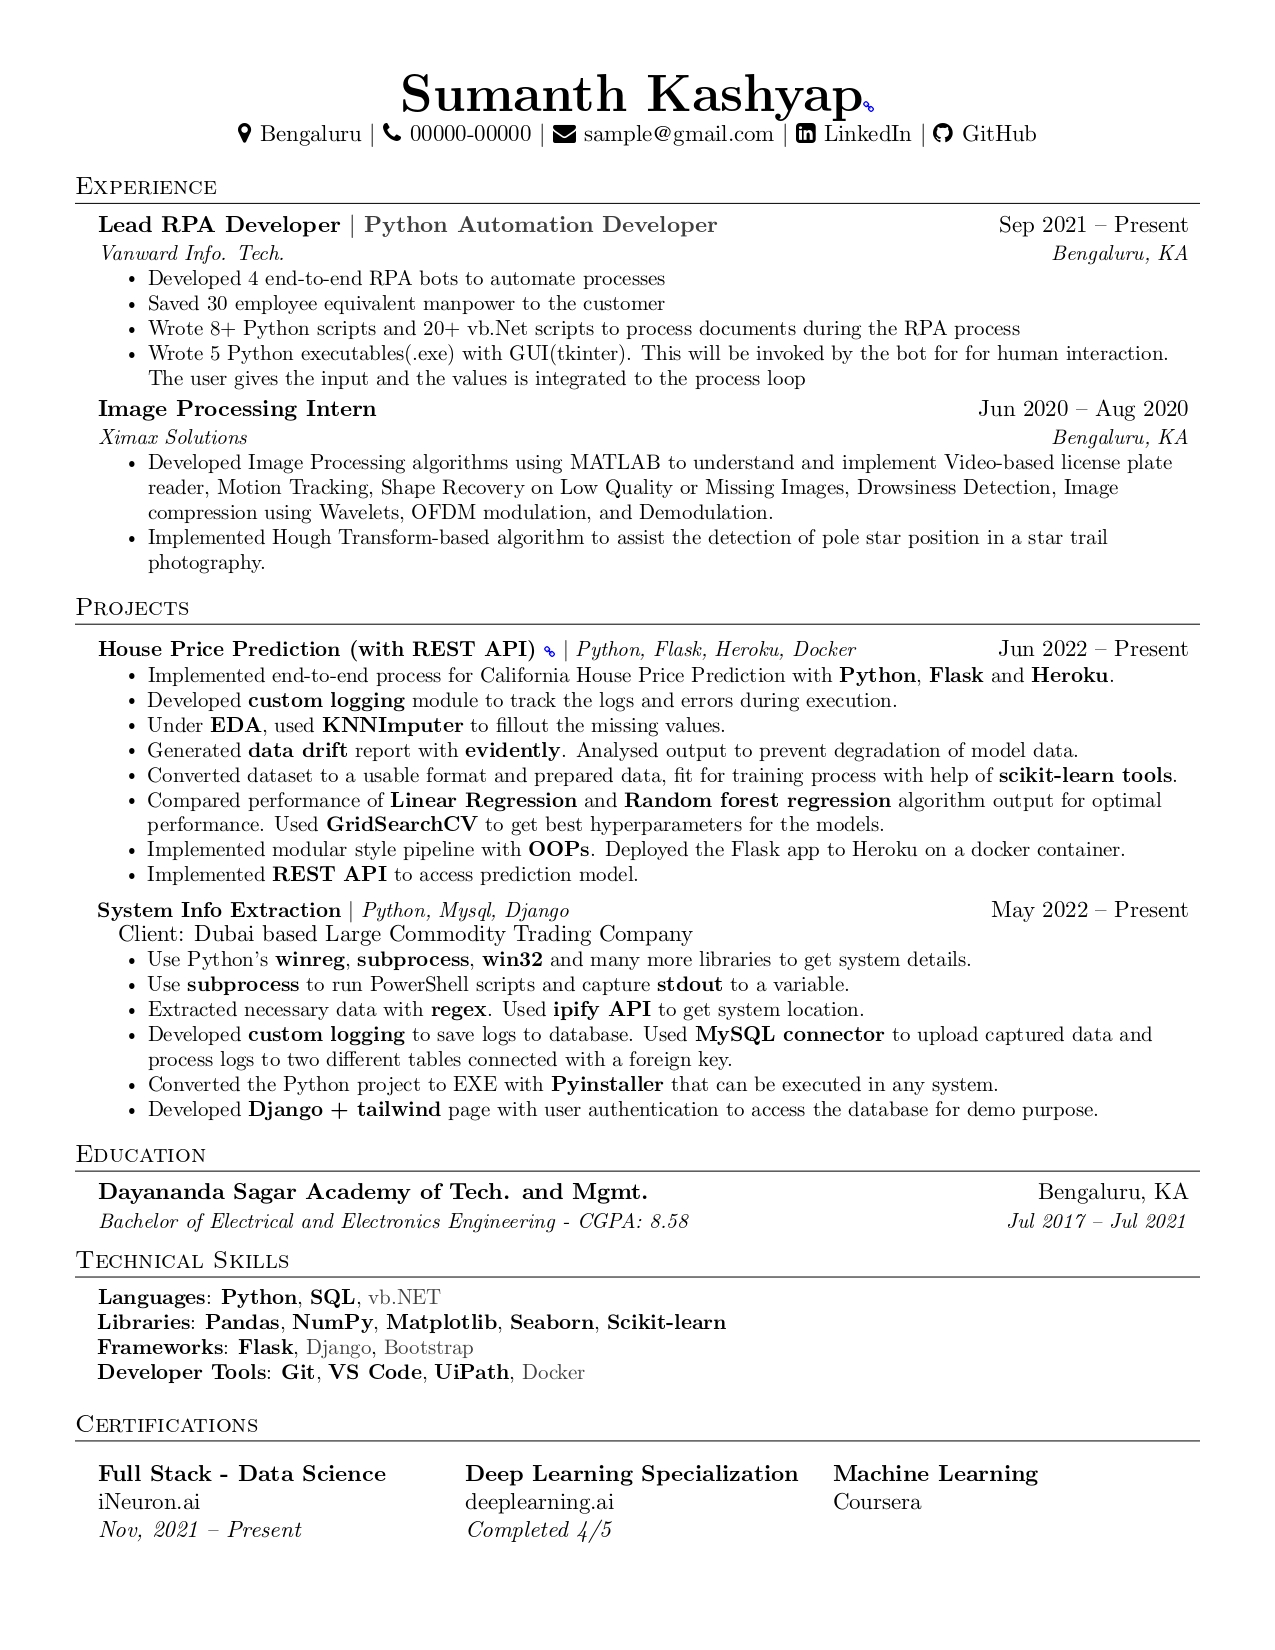 Sumanth Kashyap
Bengaluru | 00000-00000 | sample@gmail.com | LinkedIn | GitHub
Experience
Lead RPA Developer | Python Automation Developer Sep 2021 – Present
Vanward Info. Tech. Bengaluru, KA
• Developed 4 end-to-end RPA bots to automate processes
• Saved 30 employee equivalent manpower to the customer
• Wrote 8+ Python scripts and 20+ vb.Net scripts to process documents during the RPA process
• Wrote 5 Python executables(.exe) with GUI(tkinter). This will be invoked by the bot for for human interaction.
The user gives the input and the values is integrated to the process loop
Image Processing Intern Jun 2020 – Aug 2020
Ximax Solutions Bengaluru, KA
• Developed Image Processing algorithms using MATLAB to understand and implement Video-based license plate
reader, Motion Tracking, Shape Recovery on Low Quality or Missing Images, Drowsiness Detection, Image
compression using Wavelets, OFDM modulation, and Demodulation.
• Implemented Hough Transform-based algorithm to assist the detection of pole star position in a star trail
photography.
Projects
House Price Prediction (with REST API) | Python, Flask, Heroku, Docker Jun 2022 – Present
• Implemented end-to-end process for California House Price Prediction with Python, Flask and Heroku.
• Developed custom logging module to track the logs and errors during execution.
• Under EDA, used KNNImputer to fillout the missing values.
• Generated data drift report with evidently. Analysed output to prevent degradation of model data.
• Converted dataset to a usable format and prepared data, fit for training process with help of scikit-learn tools.
• Compared performance of Linear Regression and Random forest regression algorithm output for optimal
performance. Used GridSearchCV to get best hyperparameters for the models.
• Implemented modular style pipeline with OOPs. Deployed the Flask app to Heroku on a docker container.
• Implemented REST API to access prediction model.
System Info Extraction | Python, Mysql, Django May 2022 – Present
Client: Dubai based Large Commodity Trading Company
• Use Python's winreg, subprocess, win32 and many more libraries to get system details.
• Use subprocess to run PowerShell scripts and capture stdout to a variable.
• Extracted necessary data with regex. Used ipify API to get system location.
• Developed custom logging to save logs to database. Used MySQL connector to upload captured data and
process logs to two different tables connected with a foreign key.
• Converted the Python project to EXE with Pyinstaller that can be executed in any system.
• Developed Django + tailwind page with user authentication to access the database for demo purpose.
Education
Dayananda Sagar Academy of Tech. and Mgmt. Bengaluru, KA
Bachelor of Electrical and Electronics Engineering - CGPA: 8.58 Jul 2017 – Jul 2021
Technical Skills
Languages: Python, SQL, vb.NET
Libraries: Pandas, NumPy, Matplotlib, Seaborn, Scikit-learn
Frameworks: Flask, Django, Bootstrap
Developer Tools: Git, VS Code, UiPath, Docker
Certifications
Full Stack - Data Science Deep Learning Specialization Machine Learning
iNeuron.ai deeplearning.ai Coursera
Nov, 2021 – Present Completed 4/5